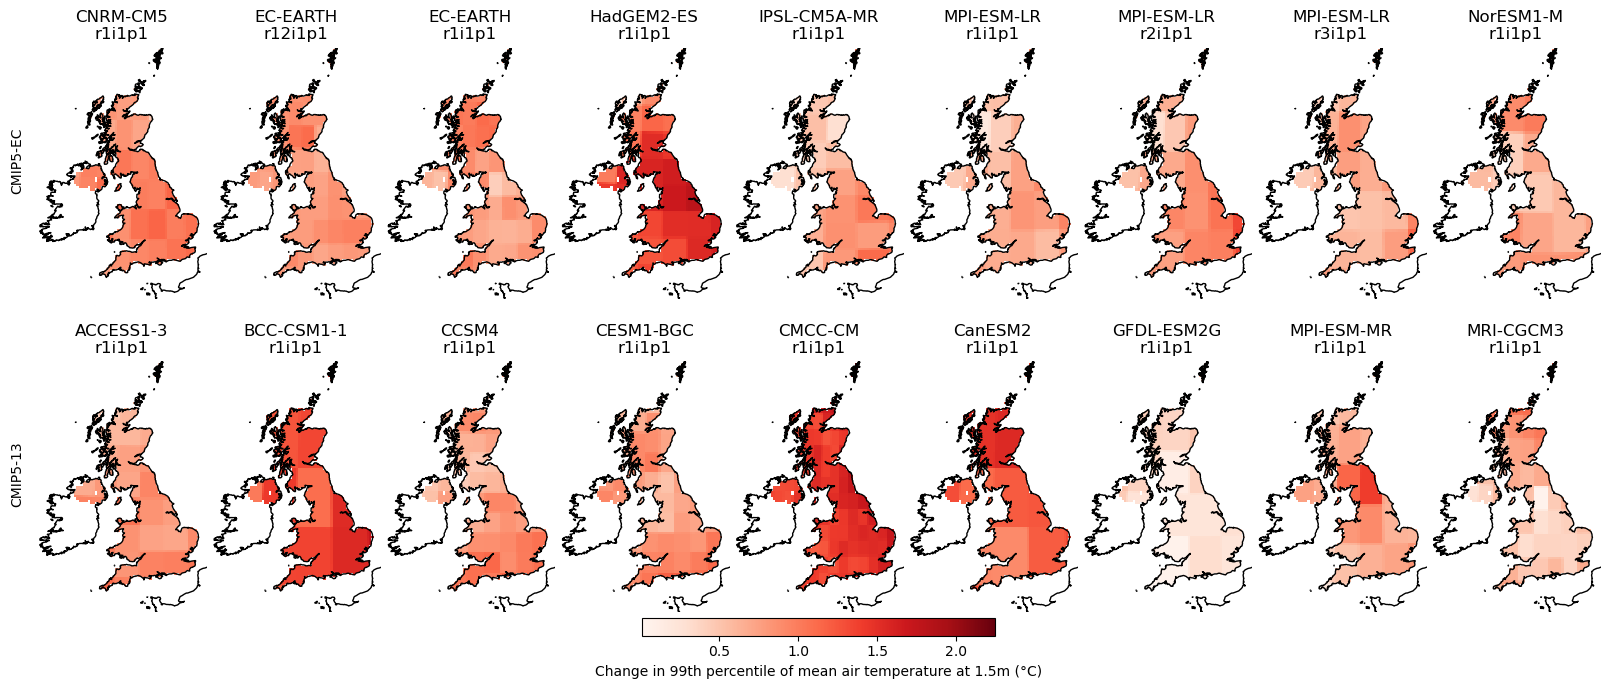 CNRM-CM5 EC-EARTH EC-EARTH HadGEM2-ES IPSL-CM5A-MR MPI-ESM-LR MPI-ESM-LR MPI-ESM-LR NorESM1-M
r1i1p1 r12i1p1 r1i1p1 r1i1p1 r1i1p1 r1i1p1 r2i1p1 r3i1p1 r1i1p1
CMIP5-EC
ACCESS1-3 BCC-CSM1-1 CCSM4 CESM1-BGC CMCC-CM CanESM2 GFDL-ESM2G MPI-ESM-MR MRI-CGCM3
r1i1p1 r1i1p1 r1i1p1 r1i1p1 r1i1p1 r1i1p1 r1i1p1 r1i1p1 r1i1p1
CMIP5-13
0.5 1.0 1.5 2.0
Change in 99th percentile of mean air temperature at 1.5m (°C)